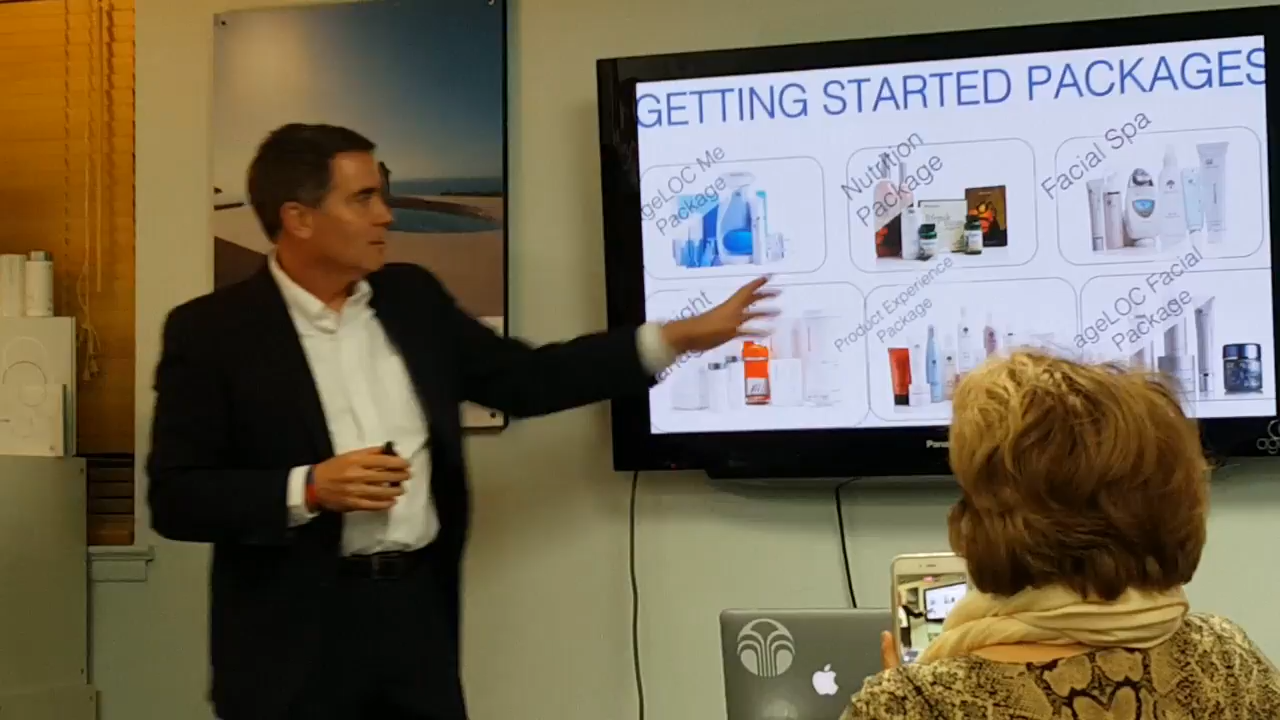 GETTING STARTED PACKAGES
ageLOC Me
Package
Nutrition
Package
Facial Spa
Product Experience
Package
ageLOC Facial
Package